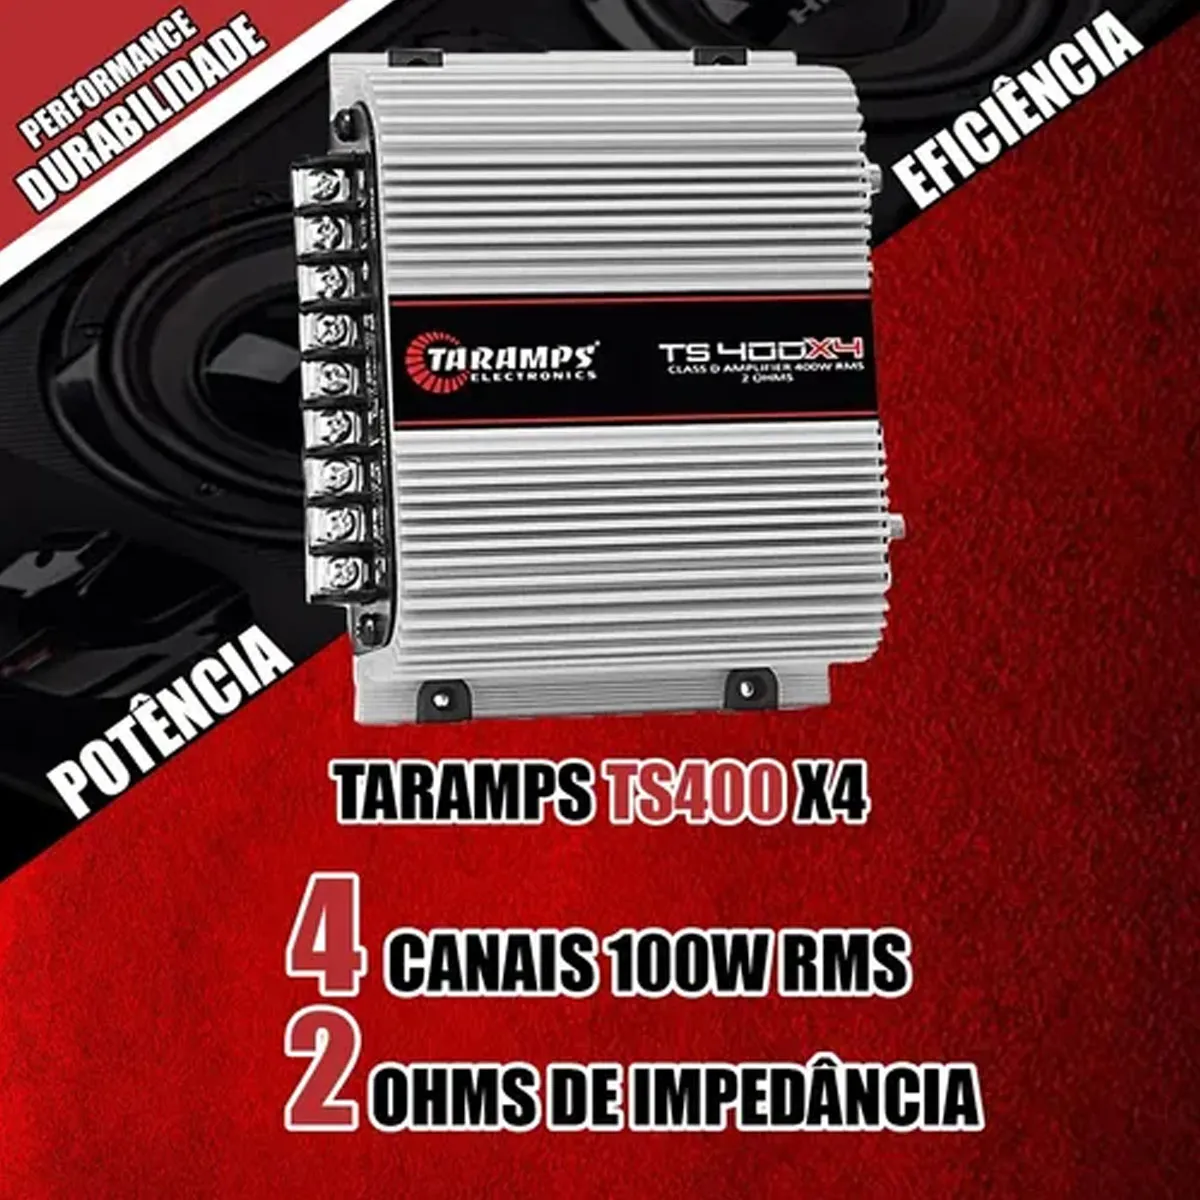 PERFORMANCE
DURABILIDADE
EFICIÊNCIA
TARAMPS
ELECTRONICS
TS 400X4
CLASS D AMPLIFIER 400W RMS
2 OHMS
POTÊNCIA
TARAMPS TS400 X4
4 CANAIS 100W RMS
2 OHMS DE IMPEDÂNCIA